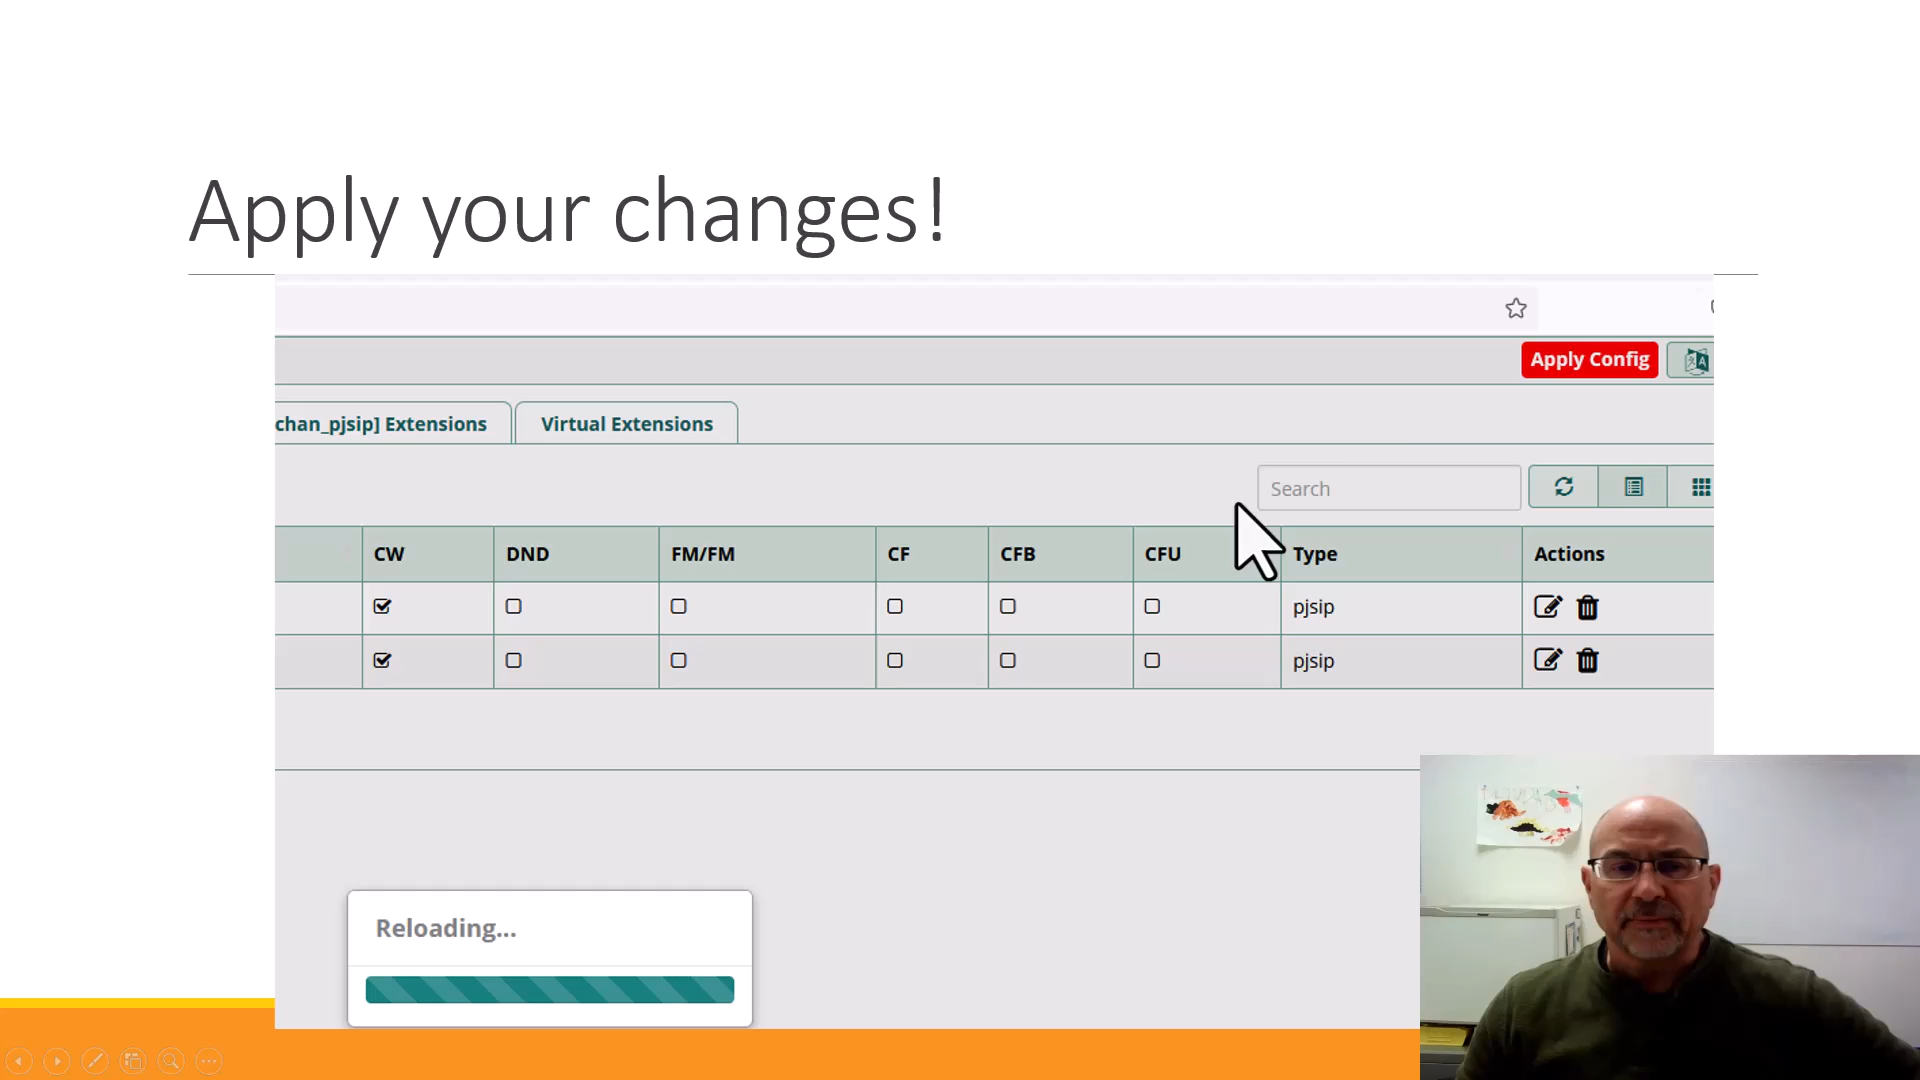 Apply your changes!
Apply Config
chan_pjsip] Extensions
Virtual Extensions
Search
CW DND FM/FM CF CFB CFU Type Actions
pjsip
pjsip
Reloading...